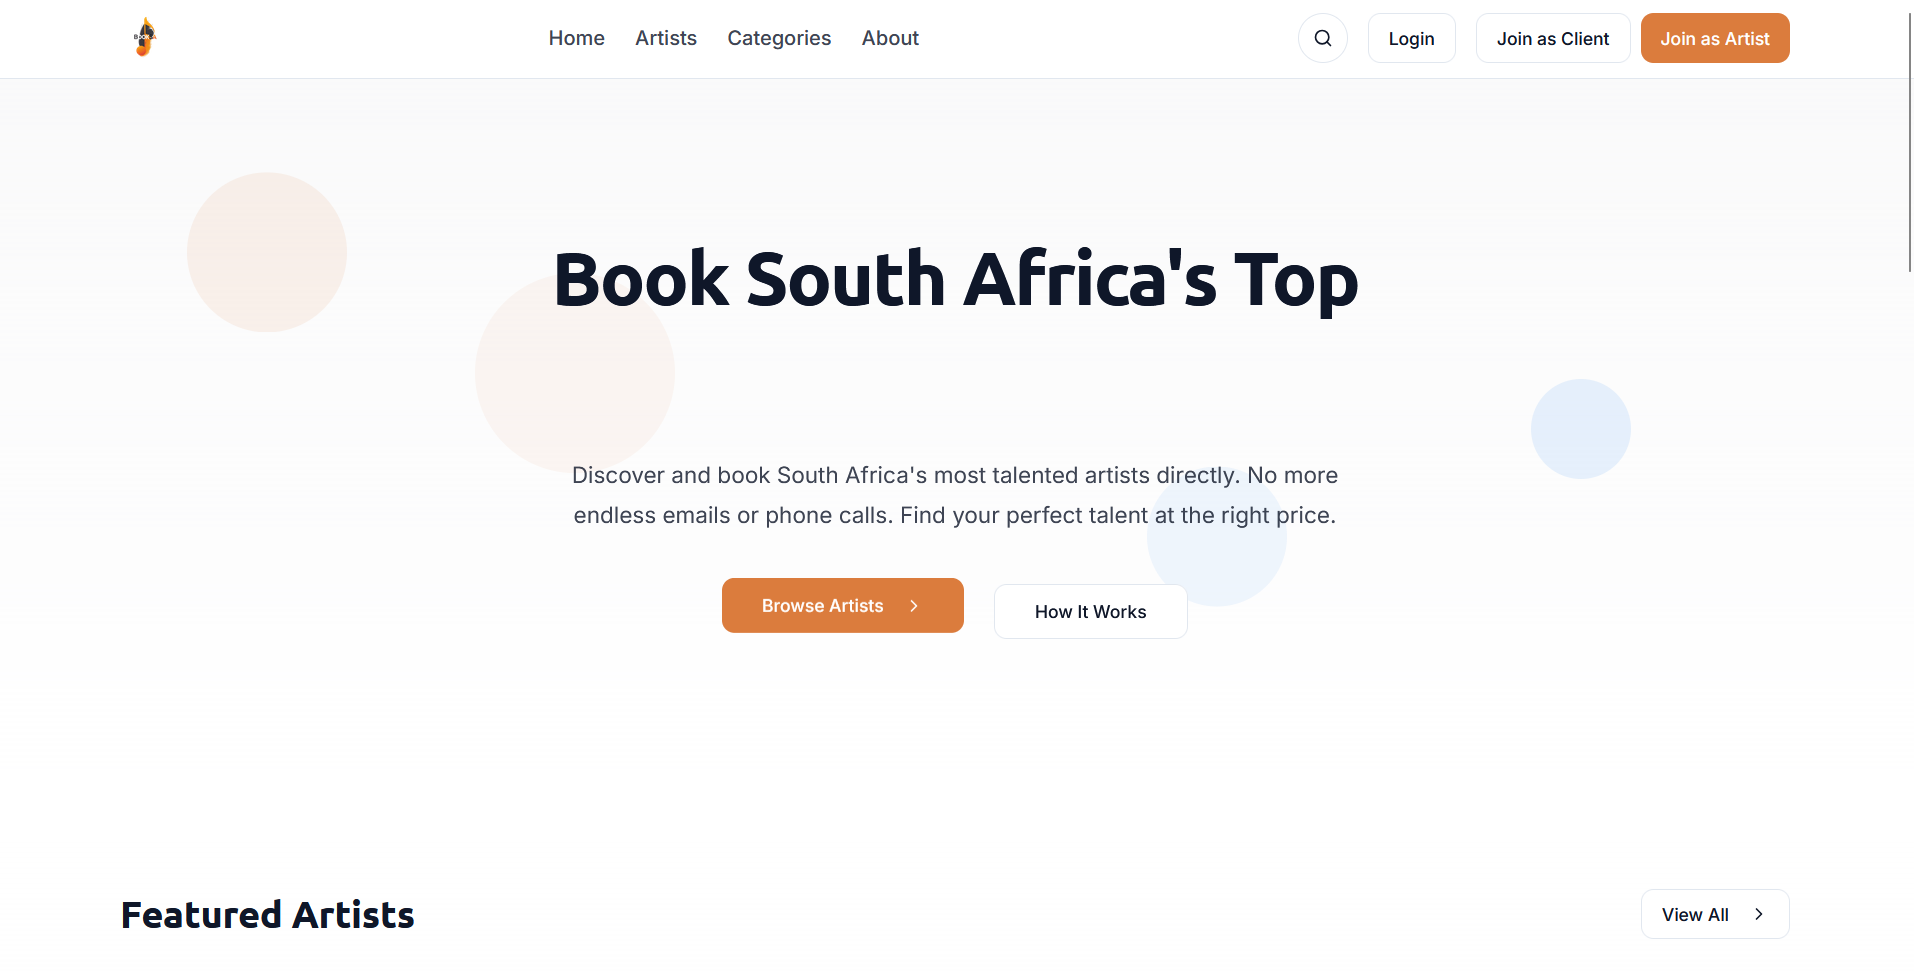 BOOK SA
Home
Artists
Categories
About
Login
Join as Client
Join as Artist
Book South Africa's Top
Discover and book South Africa's most talented artists directly. No more
endless emails or phone calls. Find your perfect talent at the right price.
Browse Artists
How It Works
Featured Artists
View All